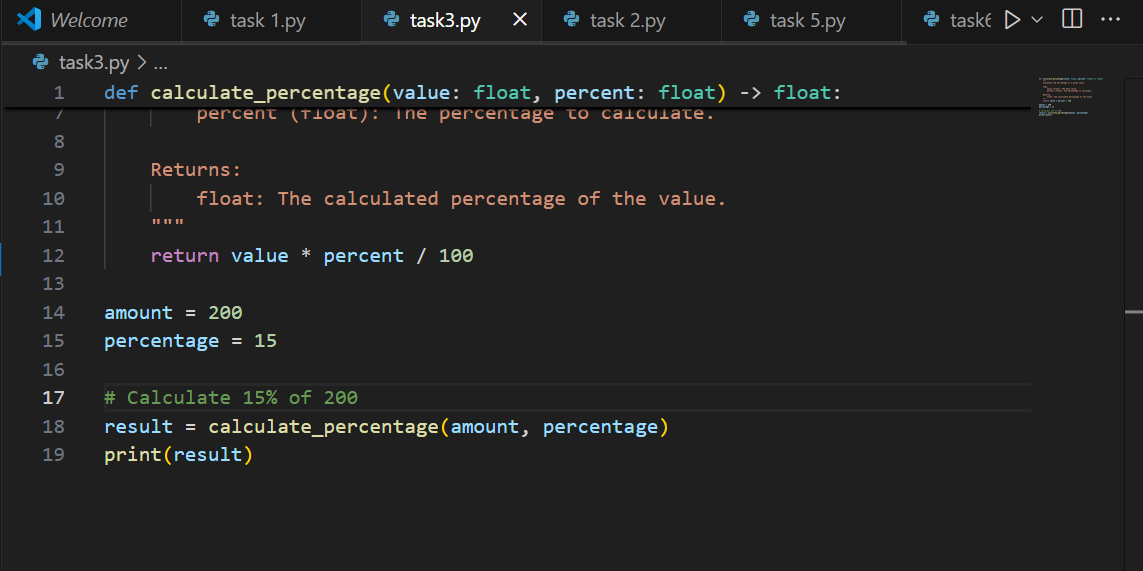 Welcome task 1.py task3.py task 2.py task 5.py task6
task3.py > ...
1 def calculate_percentage(value: float, percent: float) -> float:
7 percent (float): The percentage to calculate.
8
9 Returns:
10 float: The calculated percentage of the value.
11 """
12 return value * percent / 100
13
14 amount = 200
15 percentage = 15
16
17 # Calculate 15% of 200
18 result = calculate_percentage(amount, percentage)
19 print(result)